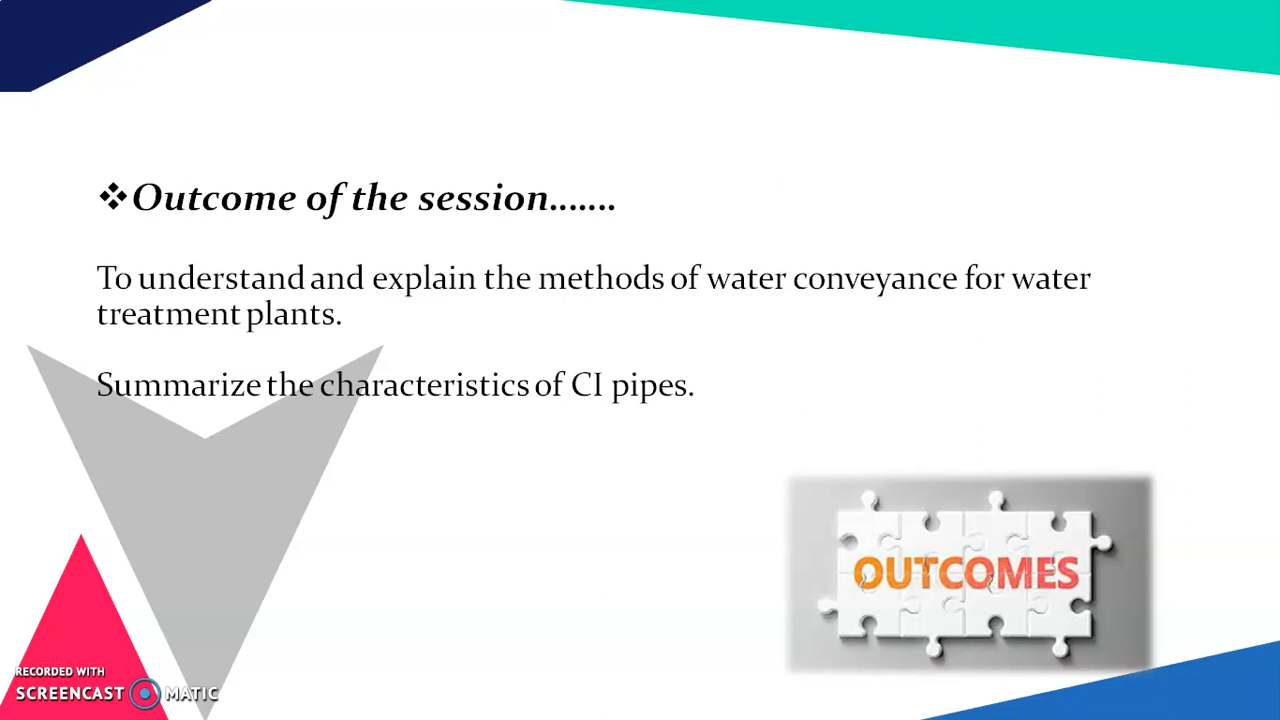 ❖Outcome of the session.......
To understand and explain the methods of water conveyance for water
treatment plants.
Summarize the characteristics of CI pipes.
OUTCOMES
RECORDED WITH
SCREENCAST MATIC